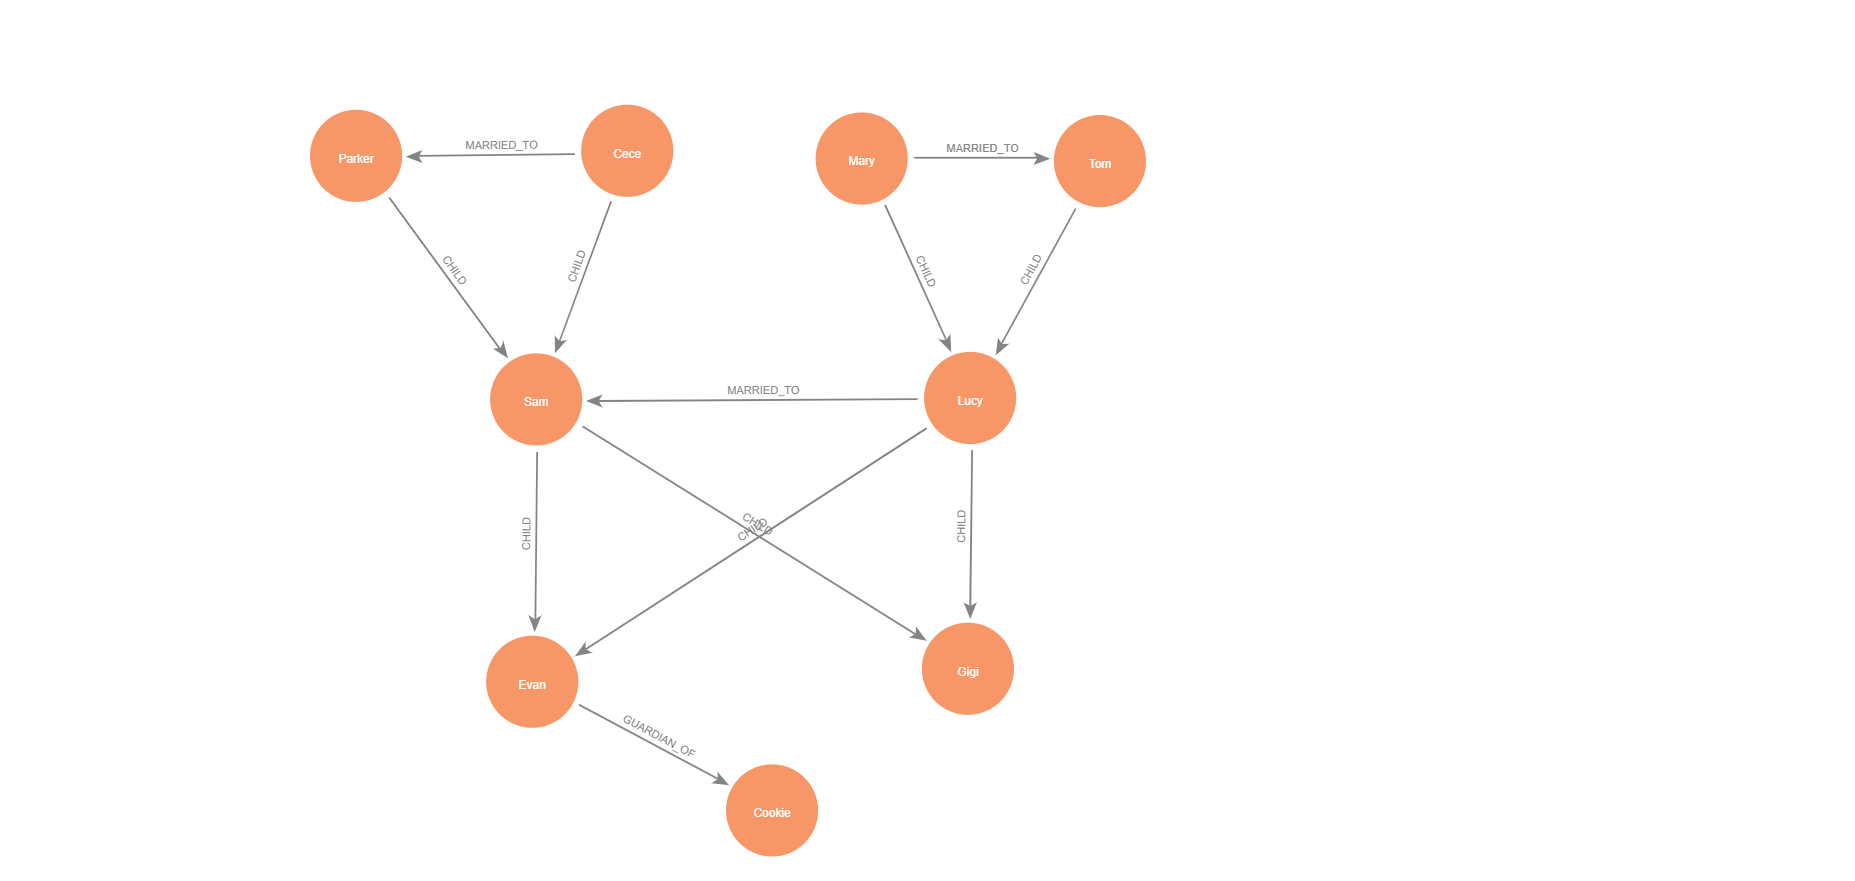 MARRIED_TO
MARRIED_TO
Parker
Cece
Mary
Tom
CHILD
CHILD
CHILD
CHILD
MARRIED_TO
Sam
Lucy
CHILD
CHILD
CHILD
CHILD
Evan
Gigi
GUARDIAN_OF
Cookie